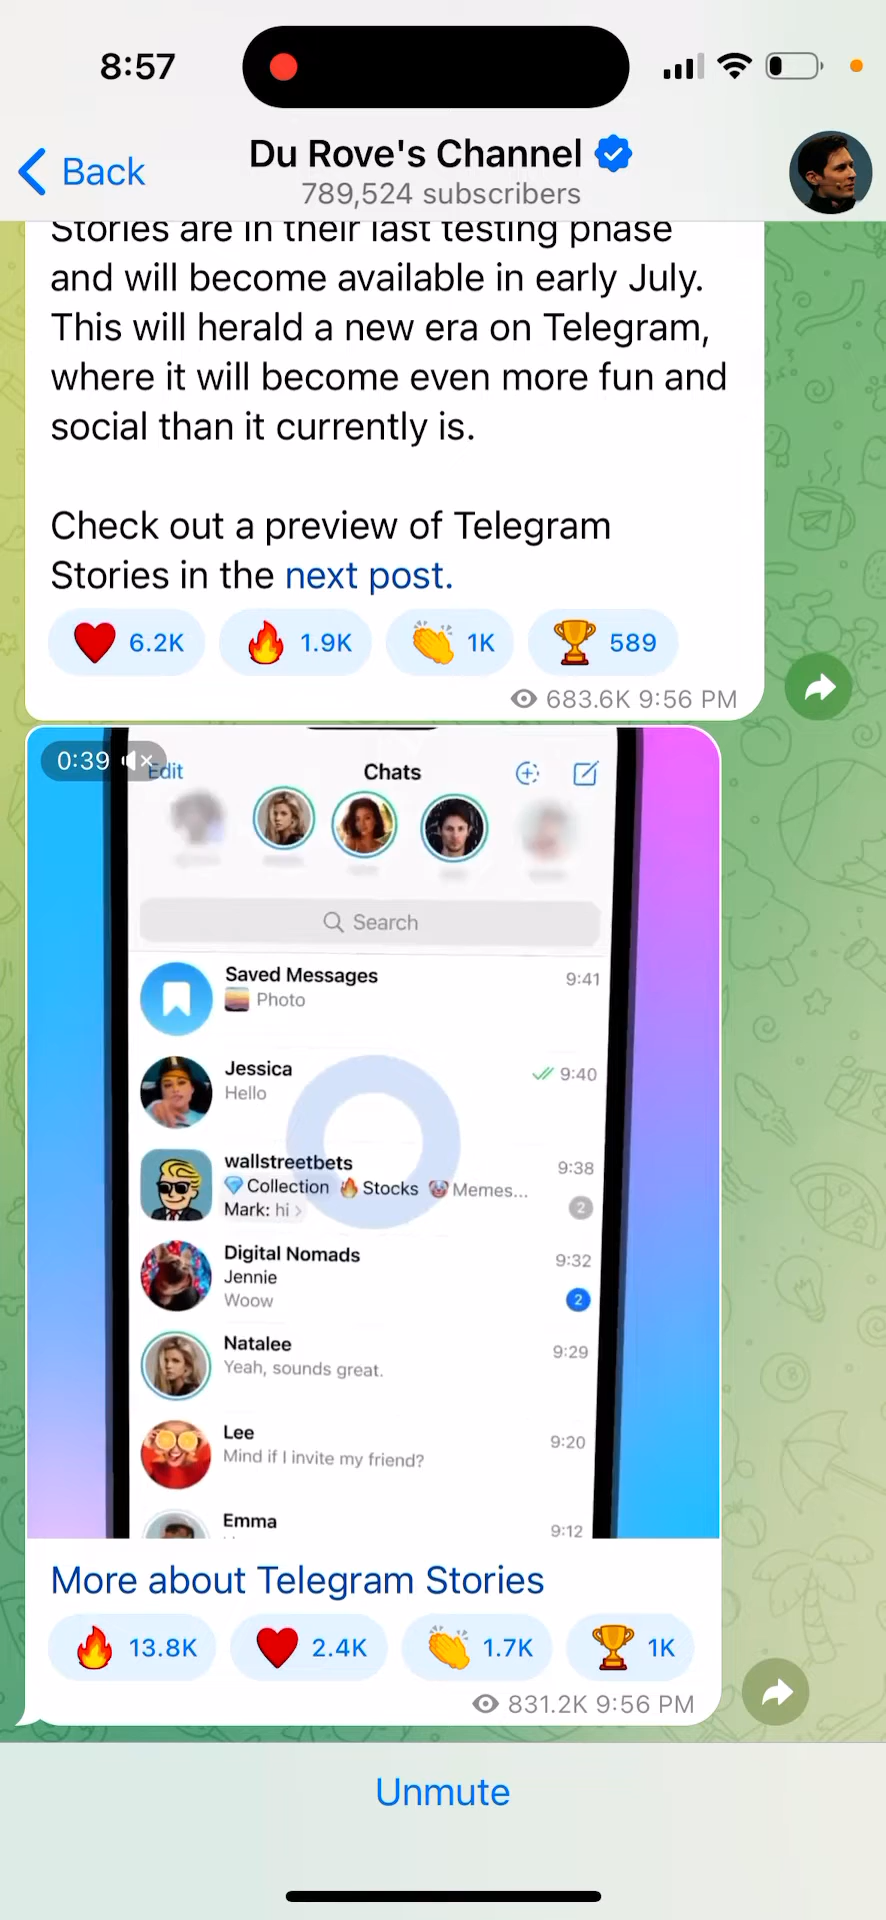 8:57
Back
Du Rove's Channel
789,524 subscribers
Stories are in their last testing phase
and will become available in early July.
This will herald a new era on Telegram,
where it will become even more fun and
social than it currently is.
Check out a preview of Telegram
Stories in the next post.
6.2K 1.9K 1K 589
683.6K 9:56 PM
0:39 Edit Chats
Search
Saved Messages 9:41
Photo
Jessica 9:40
Hello
wallstreetbets 9:38
Collection Stocks Memes...
Mark: hi > 2
Digital Nomads 9:32
Jennie
Woow 2
Natalee 9:29
Yeah, sounds great.
Lee 9:20
Mind if I invite my friend?
Emma 9:12
More about Telegram Stories
13.8K 2.4K 1.7K 1K
831.2K 9:56 PM
Unmute